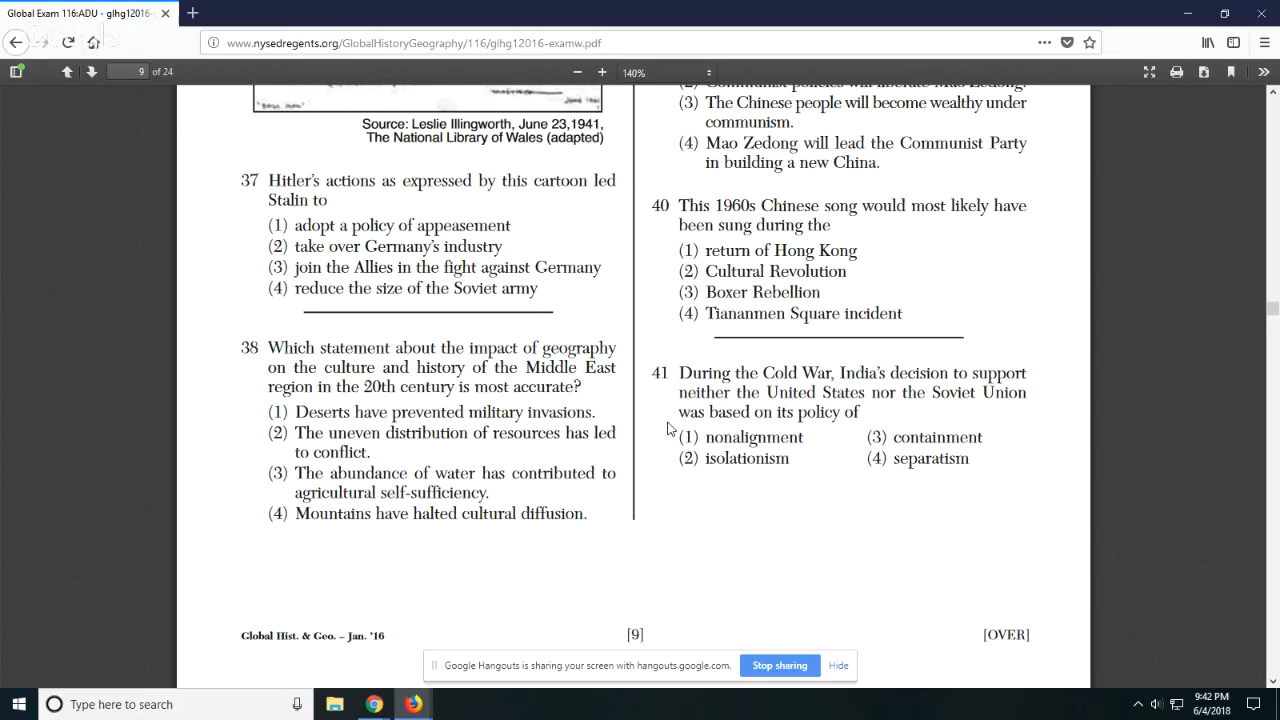 Global Exam 116:ADU - glhg12016-
www.nysedregents.org/GlobalHistoryGeography/116/glhg12016-examw.pdf
9 of 24
140%
JUNE 1941
Source: Leslie Illingworth, June 23,1941,
The National Library of Wales (adapted)
37 Hitler's actions as expressed by this cartoon led
Stalin to
(1) adopt a policy of appeasement
(2) take over Germany's industry
(3) join the Allies in the fight against Germany
(4) reduce the size of the Soviet army
38 Which statement about the impact of geography
on the culture and history of the Middle East
region in the 20th century is most accurate?
(1) Deserts have prevented military invasions.
(2) The uneven distribution of resources has led
to conflict.
(3) The abundance of water has contributed to
agricultural self-sufficiency.
(4) Mountains have halted cultural diffusion.
(2) Communist policies will liberate Mao Zedong.
(3) The Chinese people will become wealthy under
communism.
(4) Mao Zedong will lead the Communist Party
in building a new China.
40 This 1960s Chinese song would most likely have
been sung during the
(1) return of Hong Kong
(2) Cultural Revolution
(3) Boxer Rebellion
(4) Tiananmen Square incident
41 During the Cold War, India's decision to support
neither the United States nor the Soviet Union
was based on its policy of
(1) nonalignment (3) containment
(2) isolationism (4) separatism
Global Hist. & Geo. – Jan. '16 [9] [OVER]
Google Hangouts is sharing your screen with hangouts.google.com. Stop sharing Hide
Type here to search
9:42 PM
6/4/2018